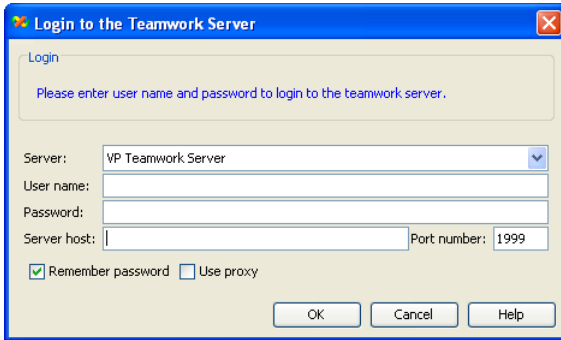 Login to the Teamwork Server
Login
Please enter user name and password to login to the teamwork server.
Server: VP Teamwork Server
User name:
Password:
Server host: Port number: 1999
Remember password Use proxy
OK Cancel Help